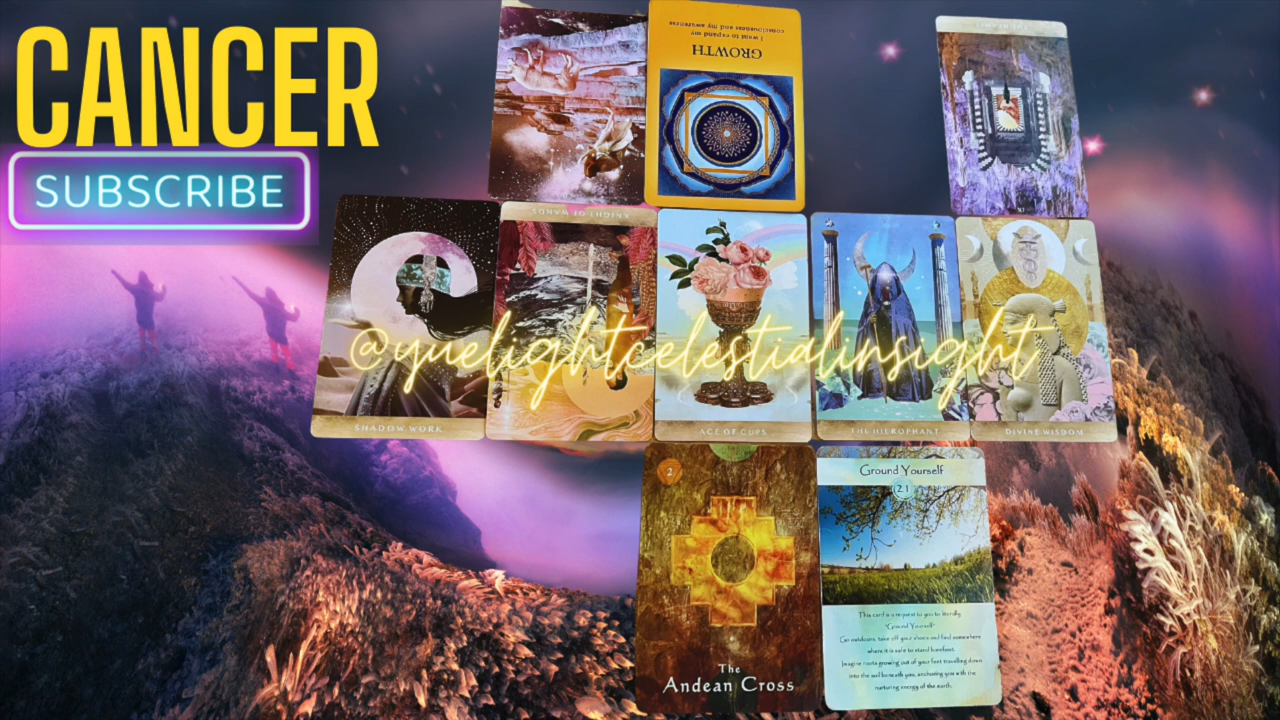 CANCER
SUBSCRIBE
GROWTH
I want to expand my
consciousness and my awareness
KNIGHT OF WANDS
@yuelightcelestialinsight
SHADOW WORK
ACE OF CUPS
THE HIEROPHANT
DIVINE WISDOM
2
The
Andean Cross
Ground Yourself
21
This card is a request to you to literally,
"Ground Yourself"
Go outdoors, take off your shoes and find somewhere
where it is safe to stand barefoot.
Imagine roots growing out of your feet travelling down
into the soil beneath you, anchoring you with the
nurturing energy of the earth.